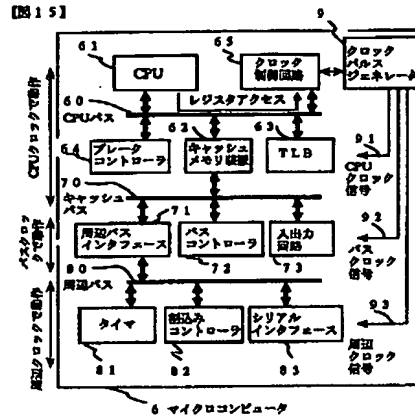 【図15】
61
65
9
CPU
クロック
制御回路
クロック
パルス
ジェネレータ
レジスタアクセス
60
CPUバス
62
63
64
ブレーク
コントローラ
キャッシュ
メモリ装置
TLB
91
CPU
クロック
信号
CPUクロックで動作
70
キャッシュ
バス
71
周辺バス
インタフェース
バス
コントローラ
入出力
回路
72
73
92
バス
クロック
信号
バスクロックで動作
80
周辺バス
93
タイマ
割込み
コントローラ
シリアル
インタフェース
81
82
83
周辺
クロック
信号
周辺クロックで動作
6 マイクロコンピュータ